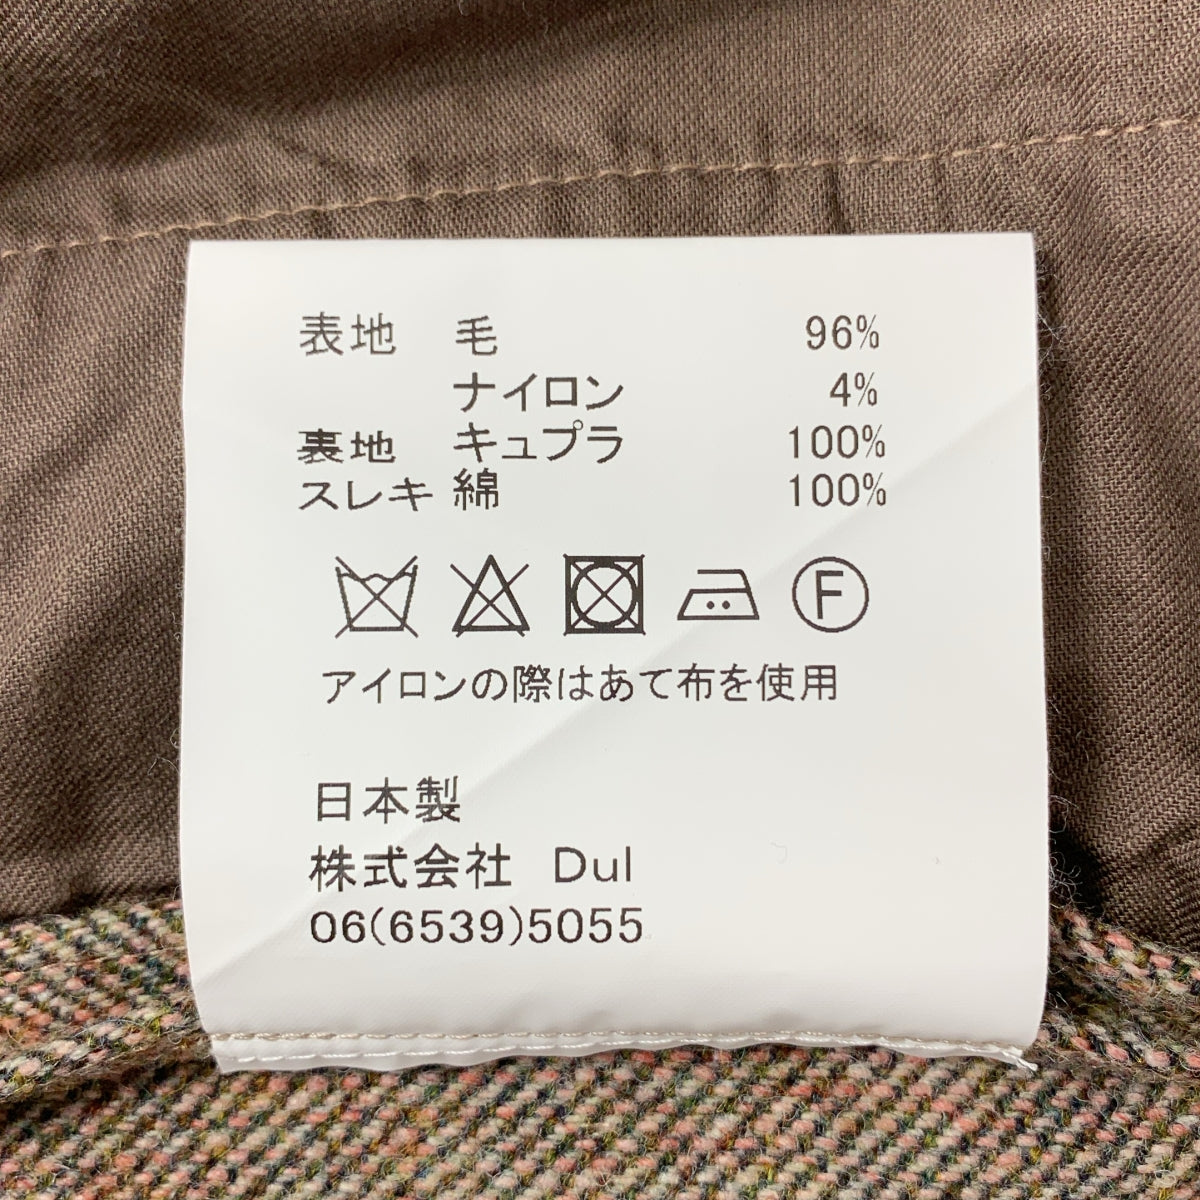 表地 毛 96%
ナイロン 4%
裏地 キュプラ 100%
スレキ 綿 100%
F
アイロンの際はあて布を使用
日本製
株式会社 Dul
06(6539)5055